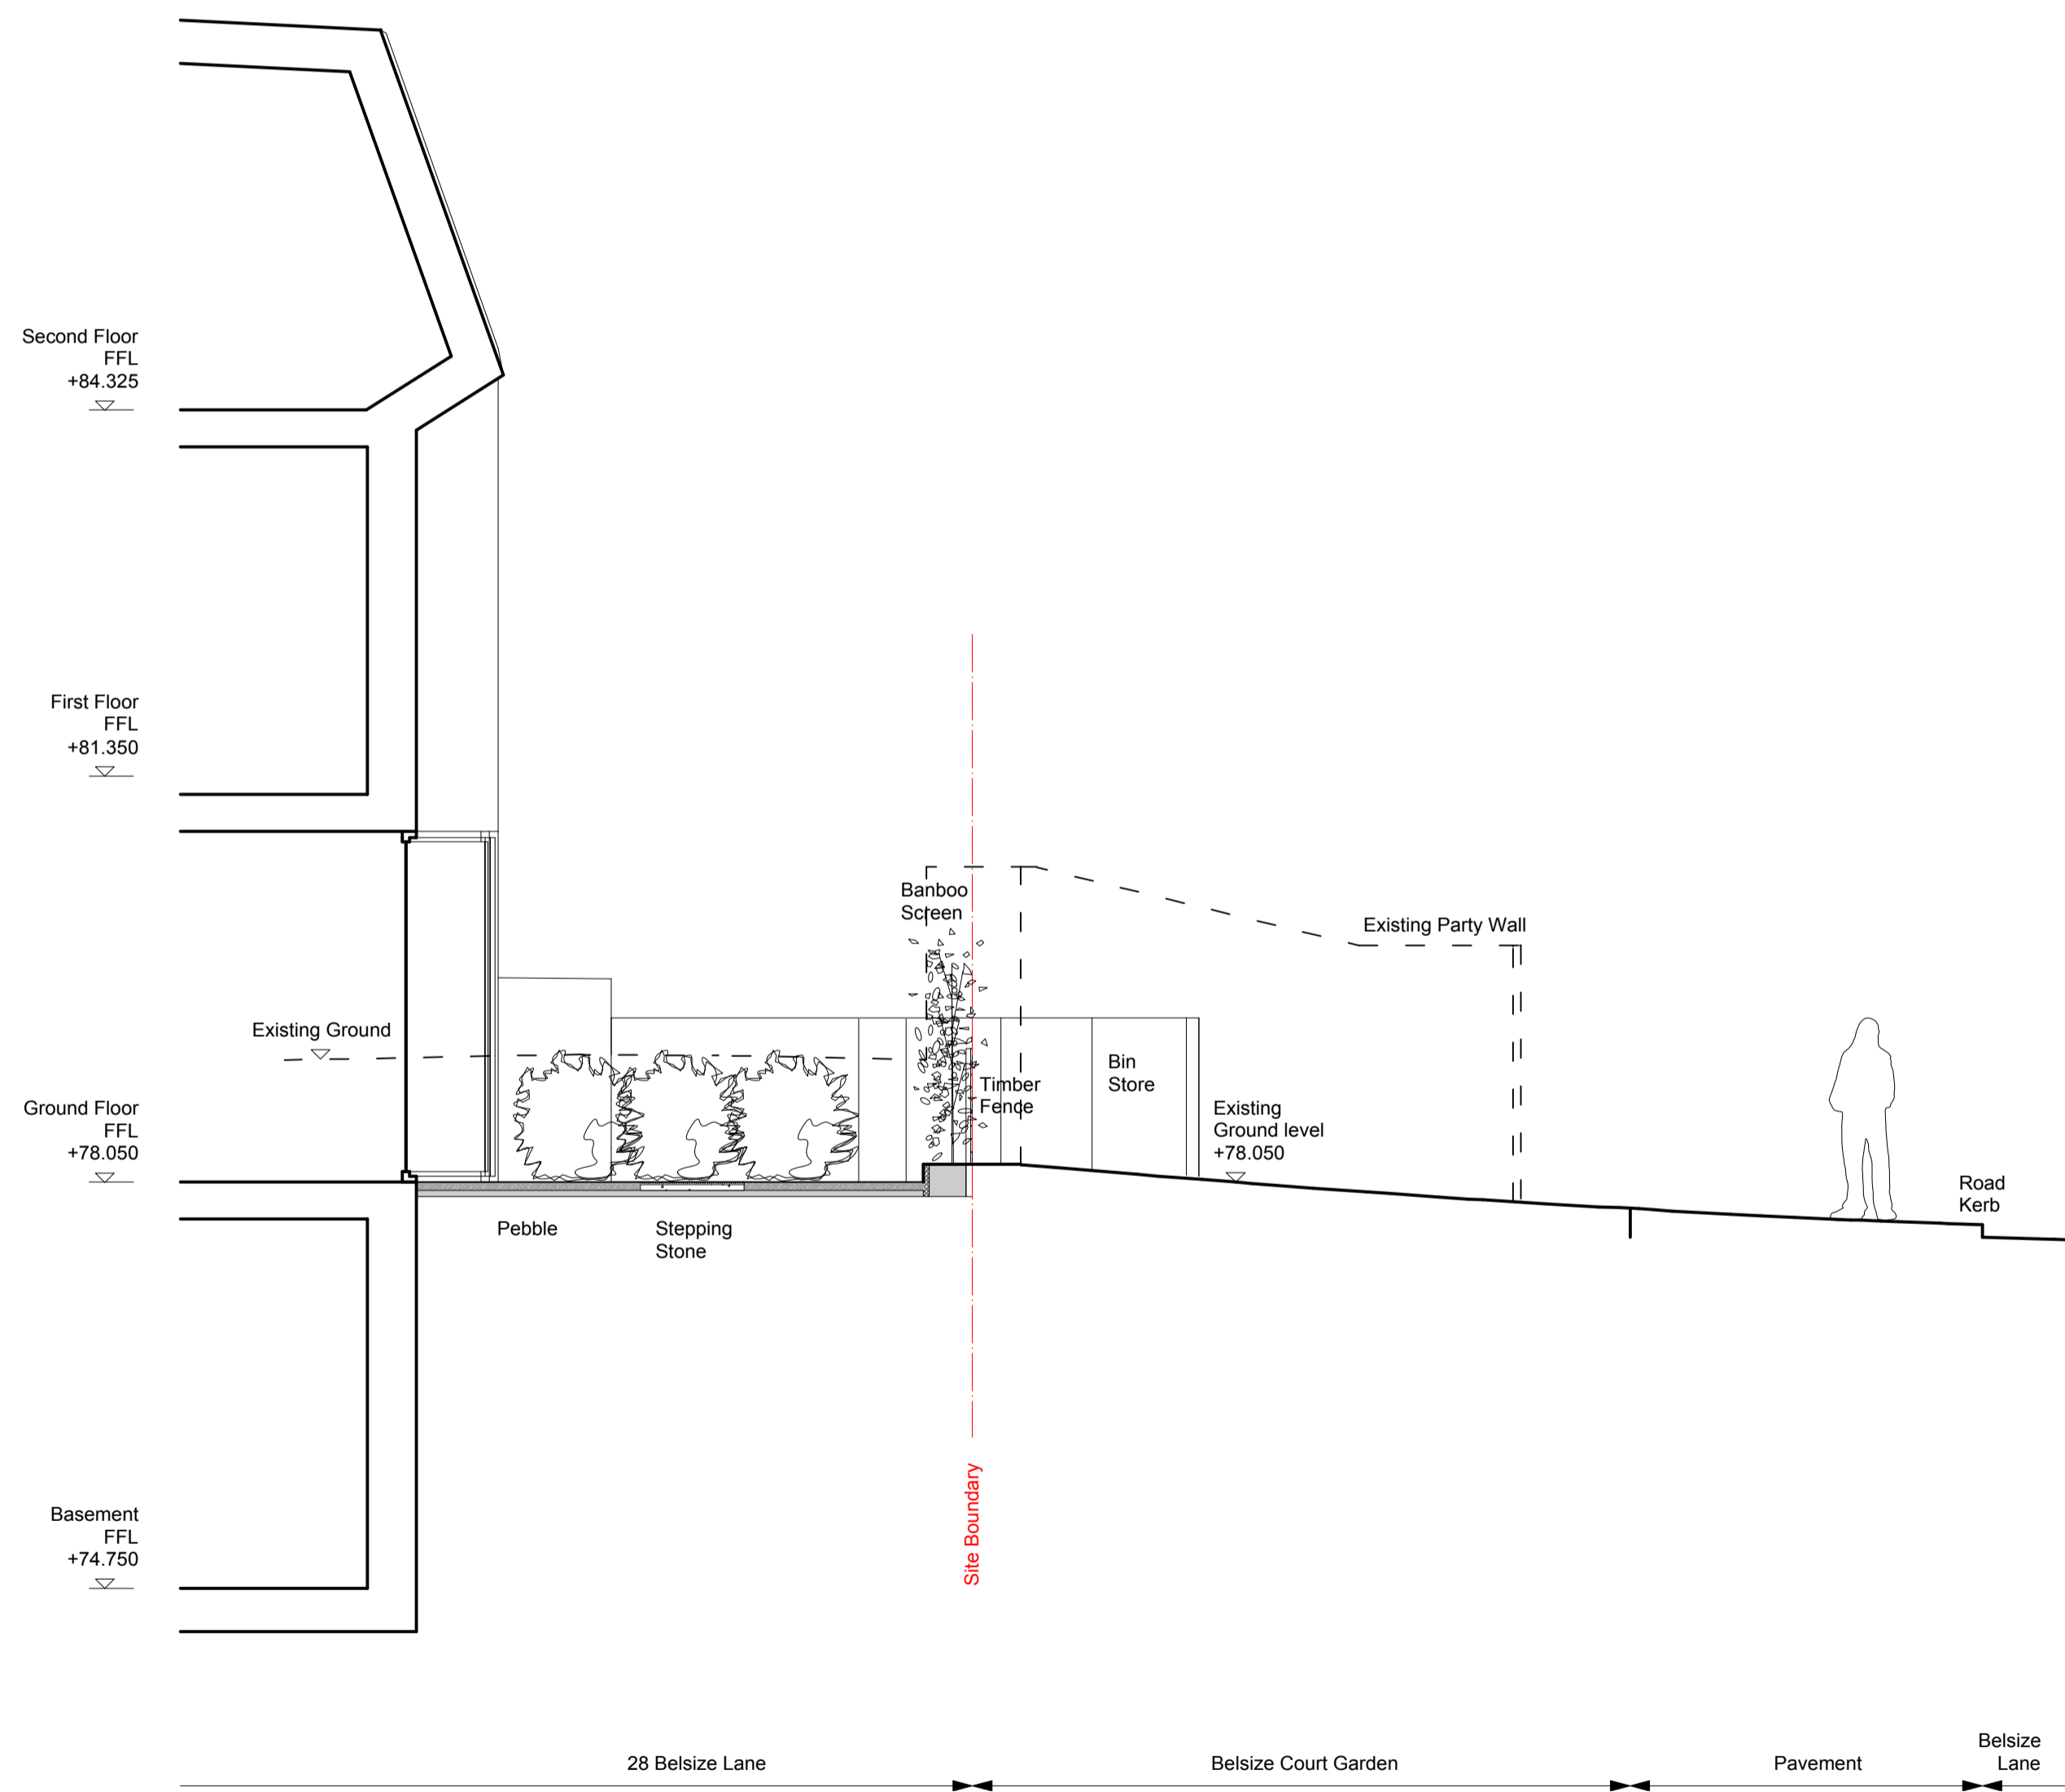 Second Floor
FFL
+84.325
First Floor
FFL
+81.350
Banboo
Screen
Existing Party Wall
Existing Ground
Timber
Fence
Bin
Store
Ground Floor
FFL
+78.050
Existing
Ground level
+78.050
Road
Kerb
Pebble
Stepping
Stone
Site Boundary
Basement
FFL
+74.750
28 Belsize Lane
Belsize Court Garden
Pavement
Belsize
Lane